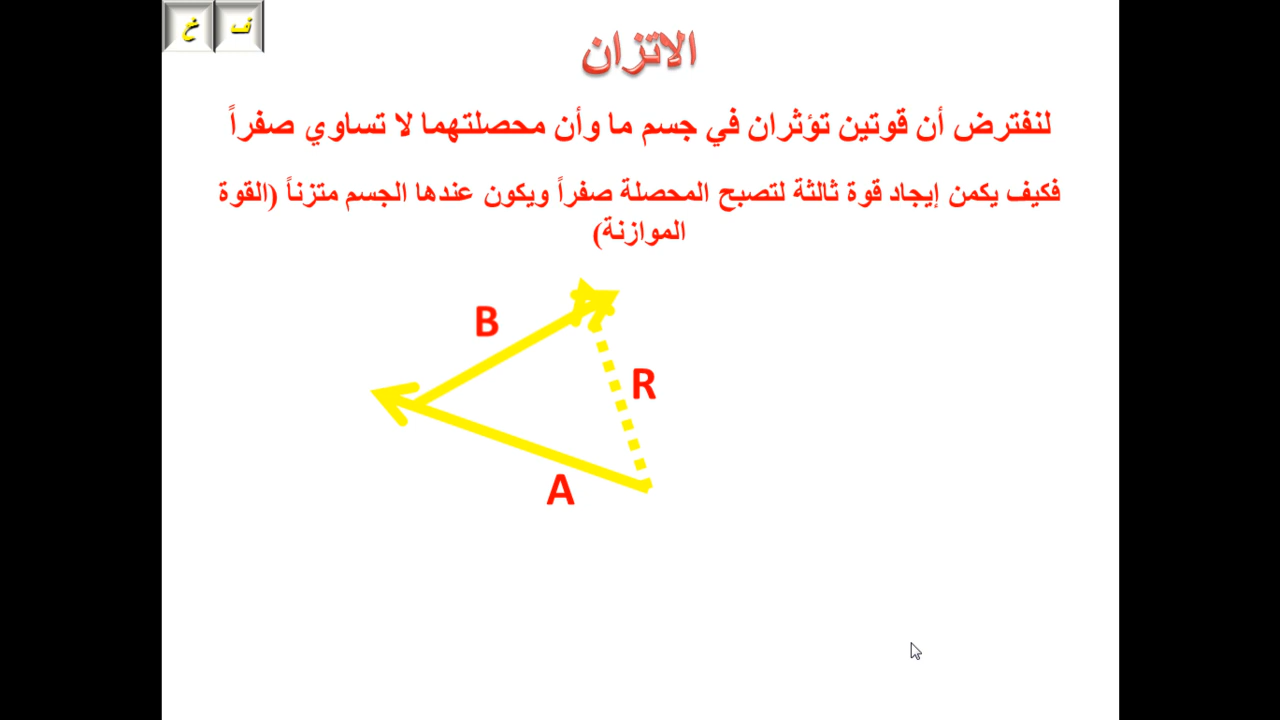 ف
خ
الاتزان
لنفترض أن قوتين تؤثران في جسم ما وأن محصلتهما لا تساوي صفراً
فكيف يكمن إيجاد قوة ثالثة لتصبح المحصلة صفراً ويكون عندها الجسم متزناً (القوة
الموازنة)
B
R
A